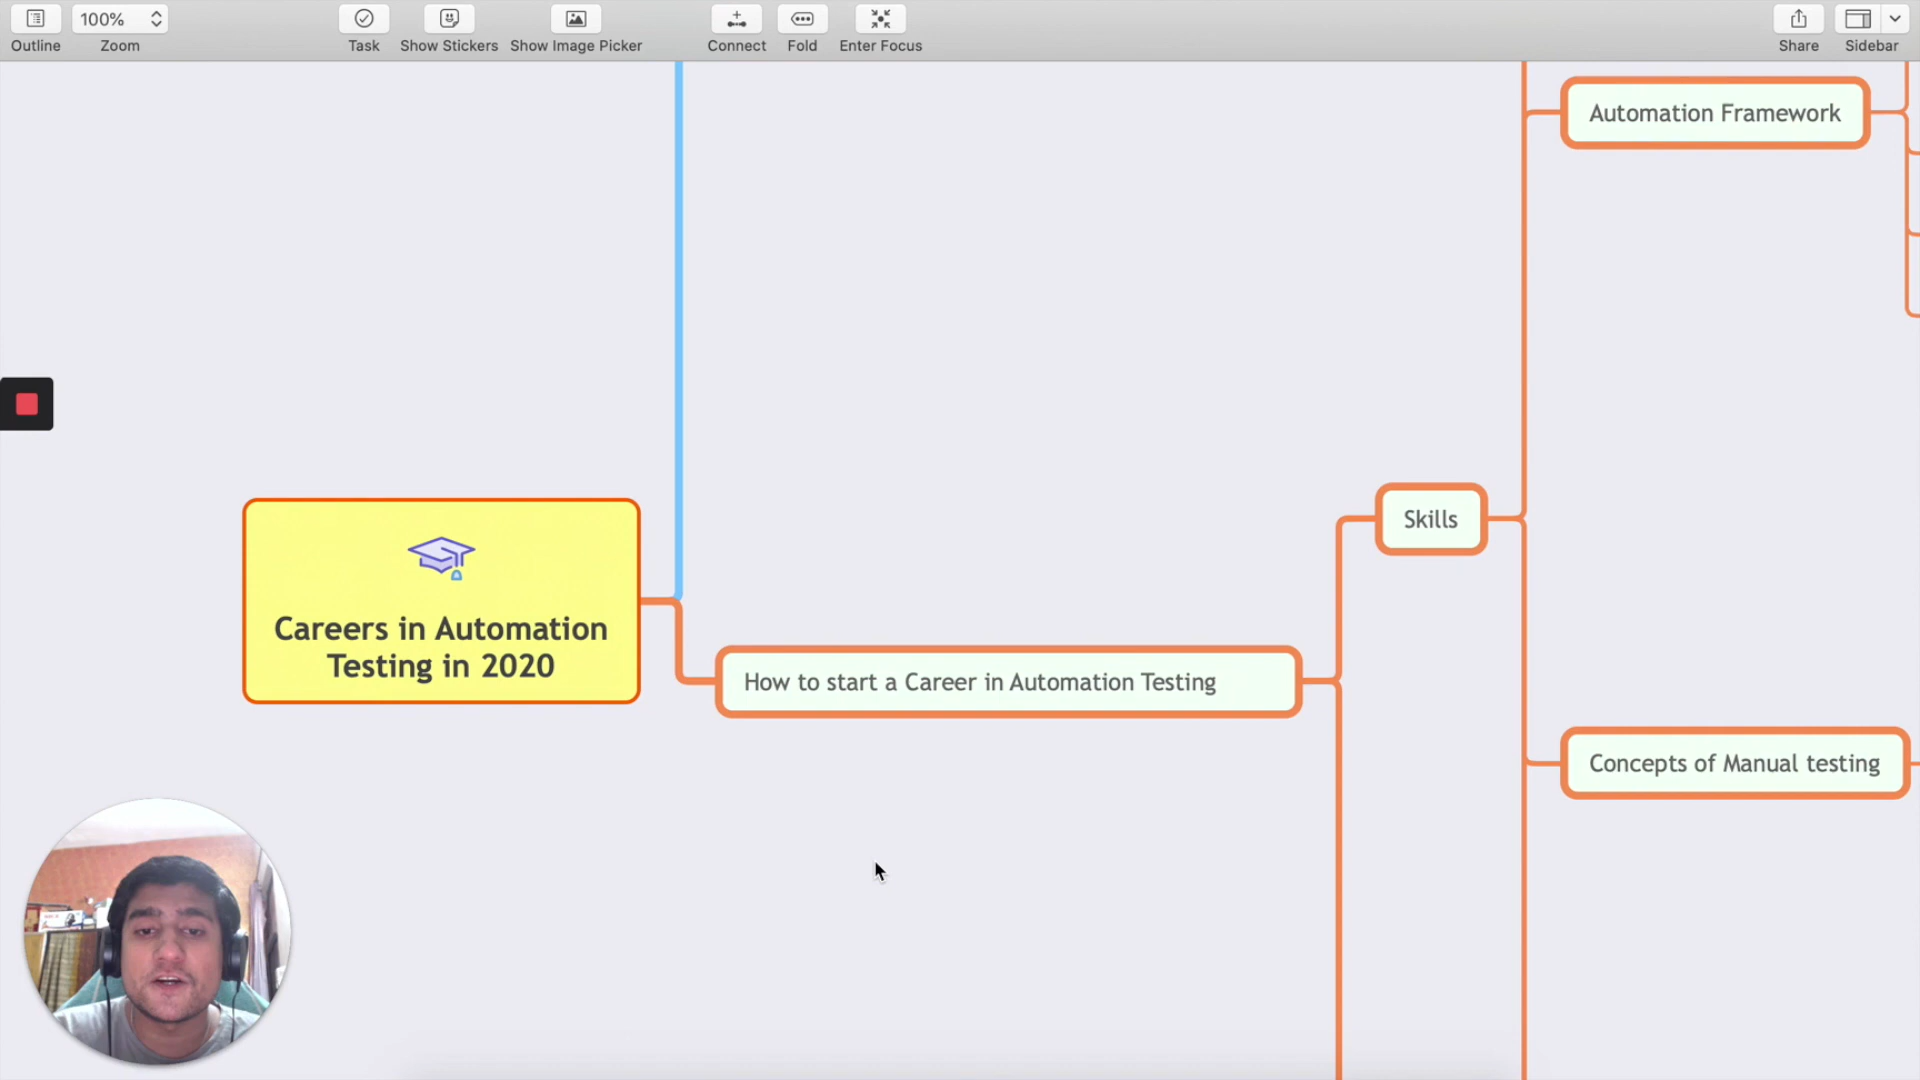 100%
Outline
Zoom
Task
Show Stickers
Show Image Picker
Connect
Fold
Enter Focus
Share
Sidebar
Automation Framework
Skills
Careers in Automation
Testing in 2020
How to start a Career in Automation Testing
Concepts of Manual testing